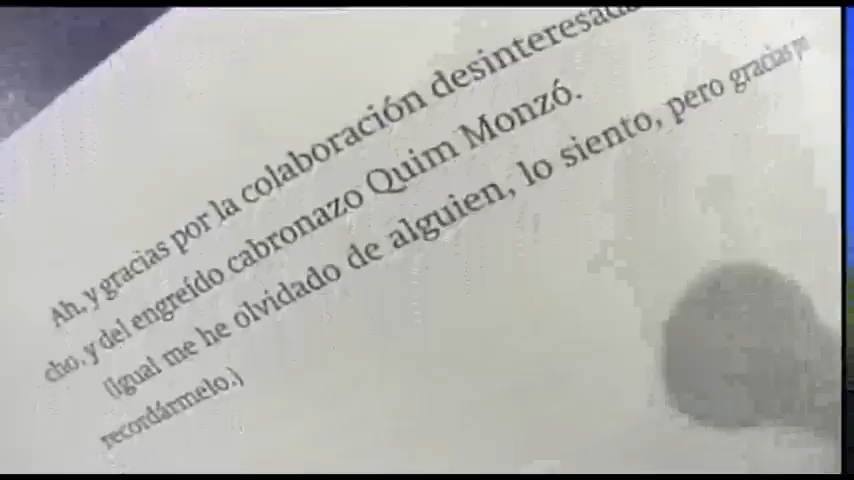 Ah, y gracias por la colaboración
cho, y del engreído cabronazo Quim Monzó.
(Igual me he olvidado de alguien, lo siento, pero gracias
recordármelo.)